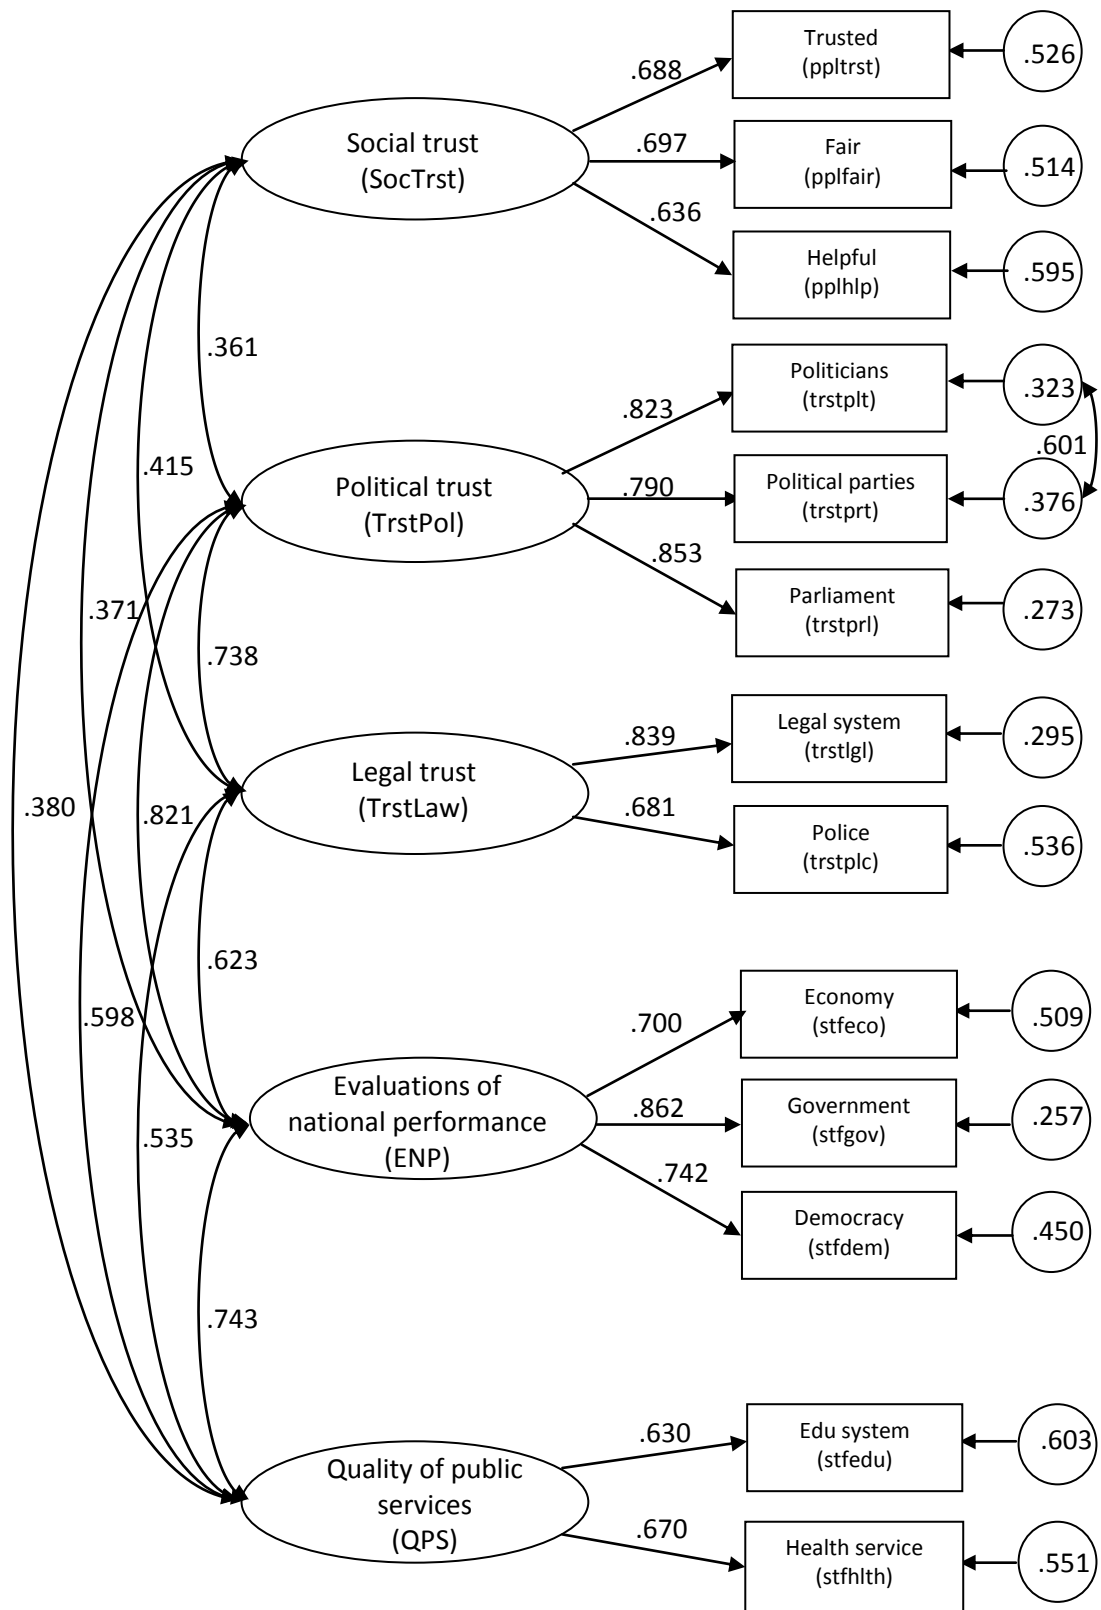 Trusted
(ppltrst)
.526
.688
Social trust
(SocTrst)
.697
Fair
(pplfair)
.514
.636
Helpful
(pplhlp)
.595
.361
Politicians
(trstplt)
.323
.823
.601
.415
Political trust
(TrstPol)
.790
Political parties
(trstprt)
.376
.853
Parliament
(trstprl)
.273
.371
.738
.839
Legal system
(trstlgl)
.295
Legal trust
(TrstLaw)
.380
.821
.681
Police
(trstplc)
.536
.623
.598
.700
Economy
(stfeco)
.509
Evaluations of
national performance
(ENP)
.862
Government
(stfgov)
.257
.535
.742
Democracy
(stfdem)
.450
.743
.630
Edu system
(stfedu)
.603
Quality of public
services
(QPS)
.670
Health service
(stfhlth)
.551